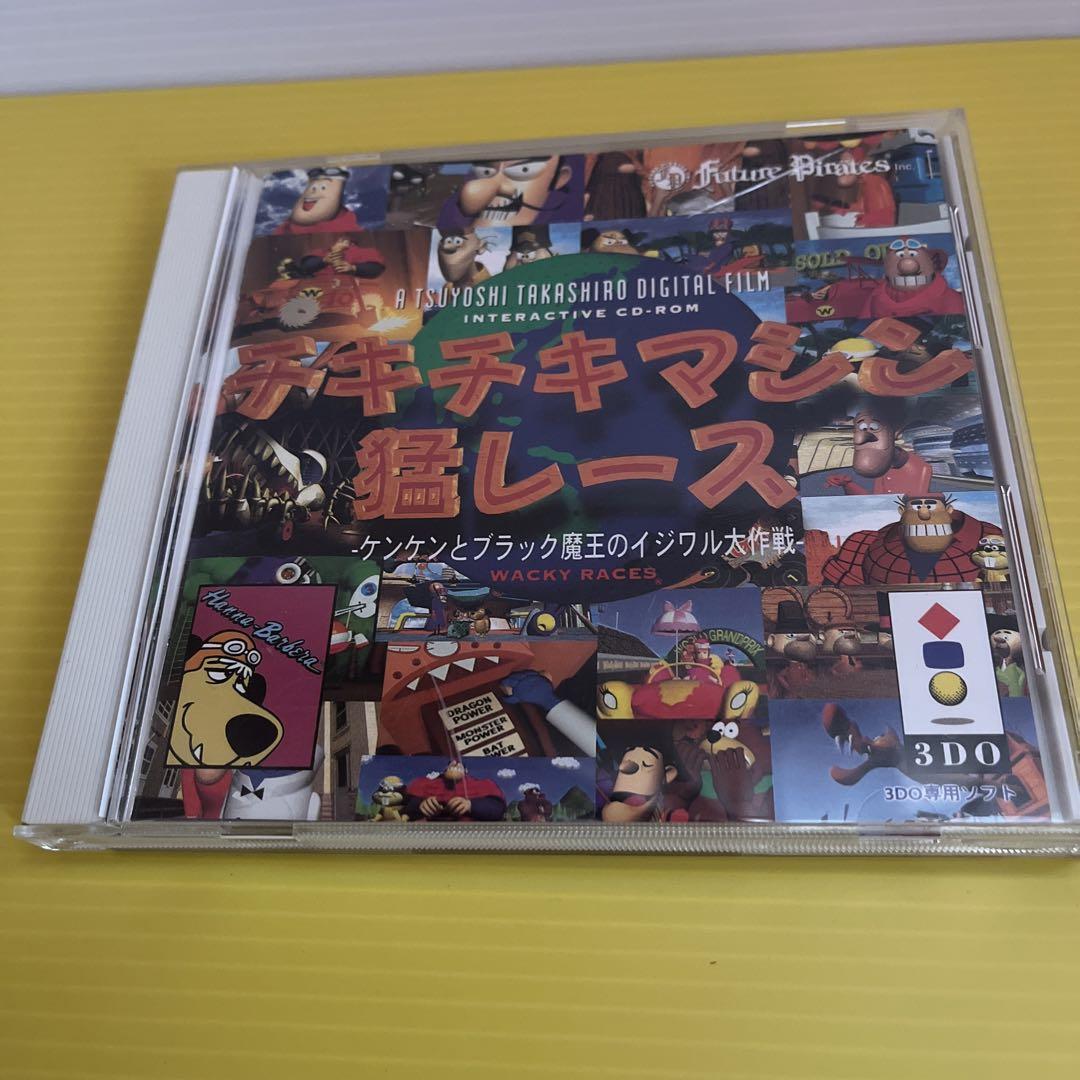 Future Pirates Inc.
SOLD O
A TSUYOSHI TAKASHIRO DIGITAL FILM
INTERACTIVE CD-ROM
チキチキマシン
猛レース
-ケンケンとブラック魔王のイジワル大作戦-
WACKY RACES®
Hanna-Barbera
GRANDPRIX
DRAGON
POWER
MONSTER
POWER
BAT
POWER
3DO
3DO専用ソフト